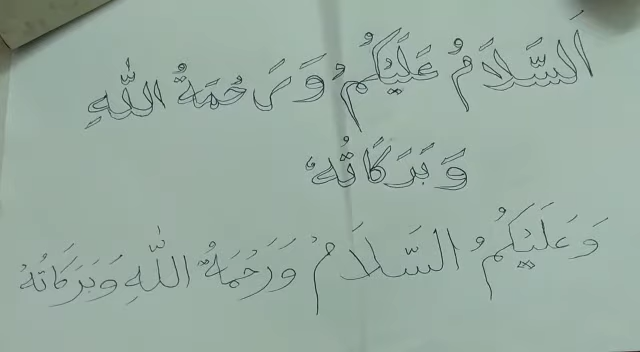 اَلسَّلَامُ عَلَيْكُمْ وَرَحْمَةُ اللّٰهِ
وَبَرَكَاتُهُ
وَعَلَيْكُمُ السَّلَامُ وَرَحْمَةُ اللّٰهِ وَبَرَكَاتُهُ